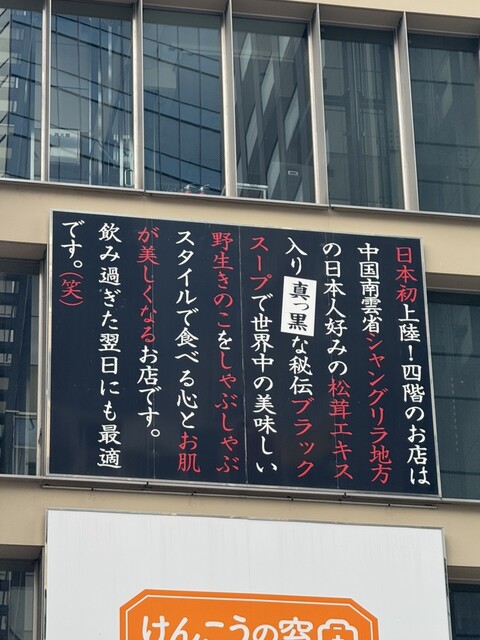 日本初上陸！四階のお店は
中国南雲省シャングリラ地方
の日本人好みの松茸エキス
入り真っ黒な秘伝ブラック
スープで世界中の美味しい
野生きのこをしゃぶしゃぶ
スタイルで食べる心とお肌
が美しくなるお店です。
飲み過ぎた翌日にも最適
です。(笑)
けんこうの窓